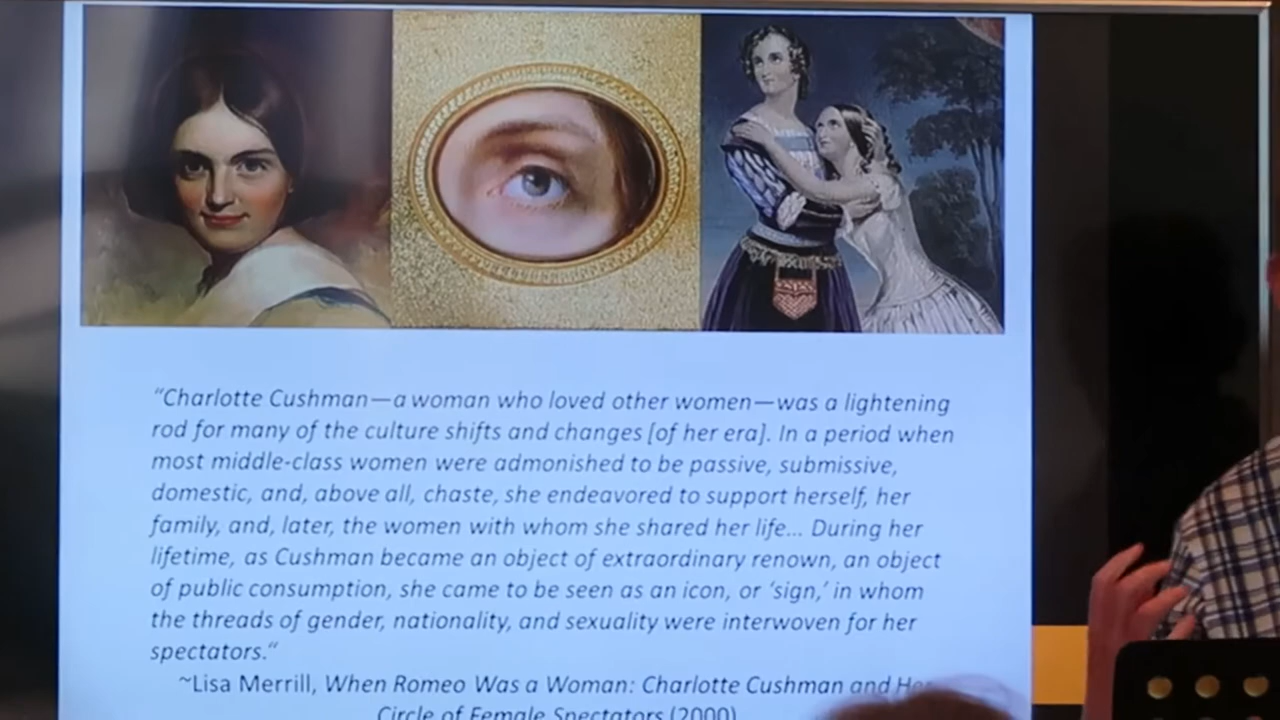 “Charlotte Cushman—a woman who loved other women—was a lightening
rod for many of the culture shifts and changes [of her era]. In a period when
most middle-class women were admonished to be passive, submissive,
domestic, and, above all, chaste, she endeavored to support herself, her
family, and, later, the women with whom she shared her life... During her
lifetime, as Cushman became an object of extraordinary renown, an object
of public consumption, she came to be seen as an icon, or ‘sign,’ in whom
the threads of gender, nationality, and sexuality were interwoven for her
spectators.“
~Lisa Merrill, When Romeo Was a Woman: Charlotte Cushman and
Circle of Female Spectators (2000)